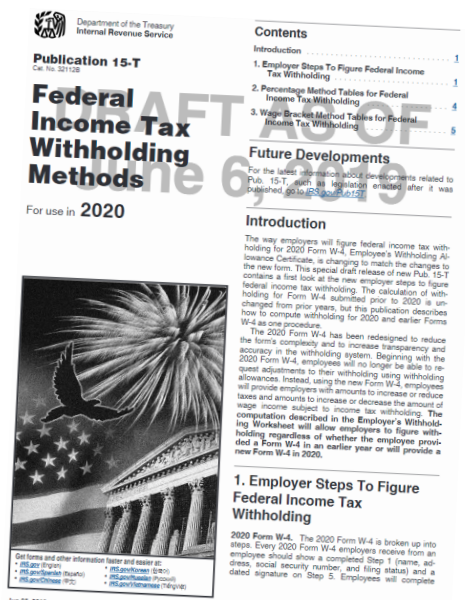 Department of the Treasury
Internal Revenue Service
Publication 15-T
Cat. No. 32112B
Federal
Income Tax
Withholding
Methods
For use in 2020
DRAFT AS OF
June 6, 2019
Get forms and other information faster and easier at:
• IRS.gov (English)
• IRS.gov/Spanish (Español)
• IRS.gov/Chinese (中文)
• IRS.gov/Korean (한국어)
• IRS.gov/Russian (Pусский)
• IRS.gov/Vietnamese (TiếngViệt)
Contents
Introduction . . . . . . . . . . . . . . . . . . 1
1. Employer Steps To Figure Federal Income
Tax Withholding . . . . . . . . . . . . . . . 1
2. Percentage Method Tables for Federal
Income Tax Withholding . . . . . . . . . . . 4
3. Wage Bracket Method Tables for Federal
Income Tax Withholding . . . . . . . . . . . 5
Future Developments
For the latest information about developments related to
Pub. 15-T, such as legislation enacted after it was
published, go to IRS.gov/Pub15T.
Introduction
The way employers will figure federal income tax with-
holding for 2020 Form W-4, Employee's Withholding Al-
lowance Certificate, is changing to match the changes to
the new form. This special draft release of new Pub. 15-T
contains a first look at the new employer steps to figure
federal income tax withholding. The calculation of with-
holding for Form W-4 submitted prior to 2020 is un-
changed from prior years, but this publication describes
how to compute withholding for 2020 and earlier Forms
W-4 as one procedure.
The 2020 Form W-4 has been redesigned to reduce
the form's complexity and to increase transparency and
accuracy in the withholding system. Beginning with the
2020 Form W-4, employees will no longer be able to re-
quest adjustments to their withholding using withholding
allowances. Instead, using the new Form W-4, employees
will provide employers with amounts to increase or reduce
taxes and amounts to increase or decrease the amount of
wage income subject to income tax withholding. The
computation described in the Employer's Withhold-
ing Worksheet will allow employers to figure with-
holding regardless of whether the employee provi-
ded a Form W-4 in an earlier year or will provide a
new Form W-4 in 2020.
1. Employer Steps To Figure
Federal Income Tax
Withholding
2020 Form W-4. The 2020 Form W-4 is broken up into
steps. Every 2020 Form W-4 employers receive from an
employee should show a completed Step 1 (name, ad-
dress, social security number, and filing status) and a
dated signature on Step 5. Employees will complete